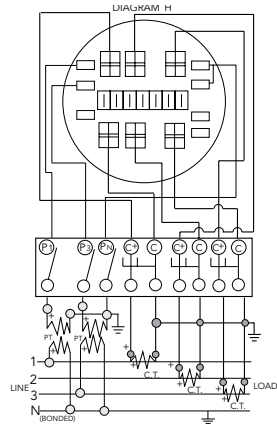 DIAGRAM H
P1 P3 PN C+ C C+ C C+ C
+ +
PT PT
+
1
C.T.
2
+
LINE LOAD
C.T.
3
+
N
C.T.
(BONDED)